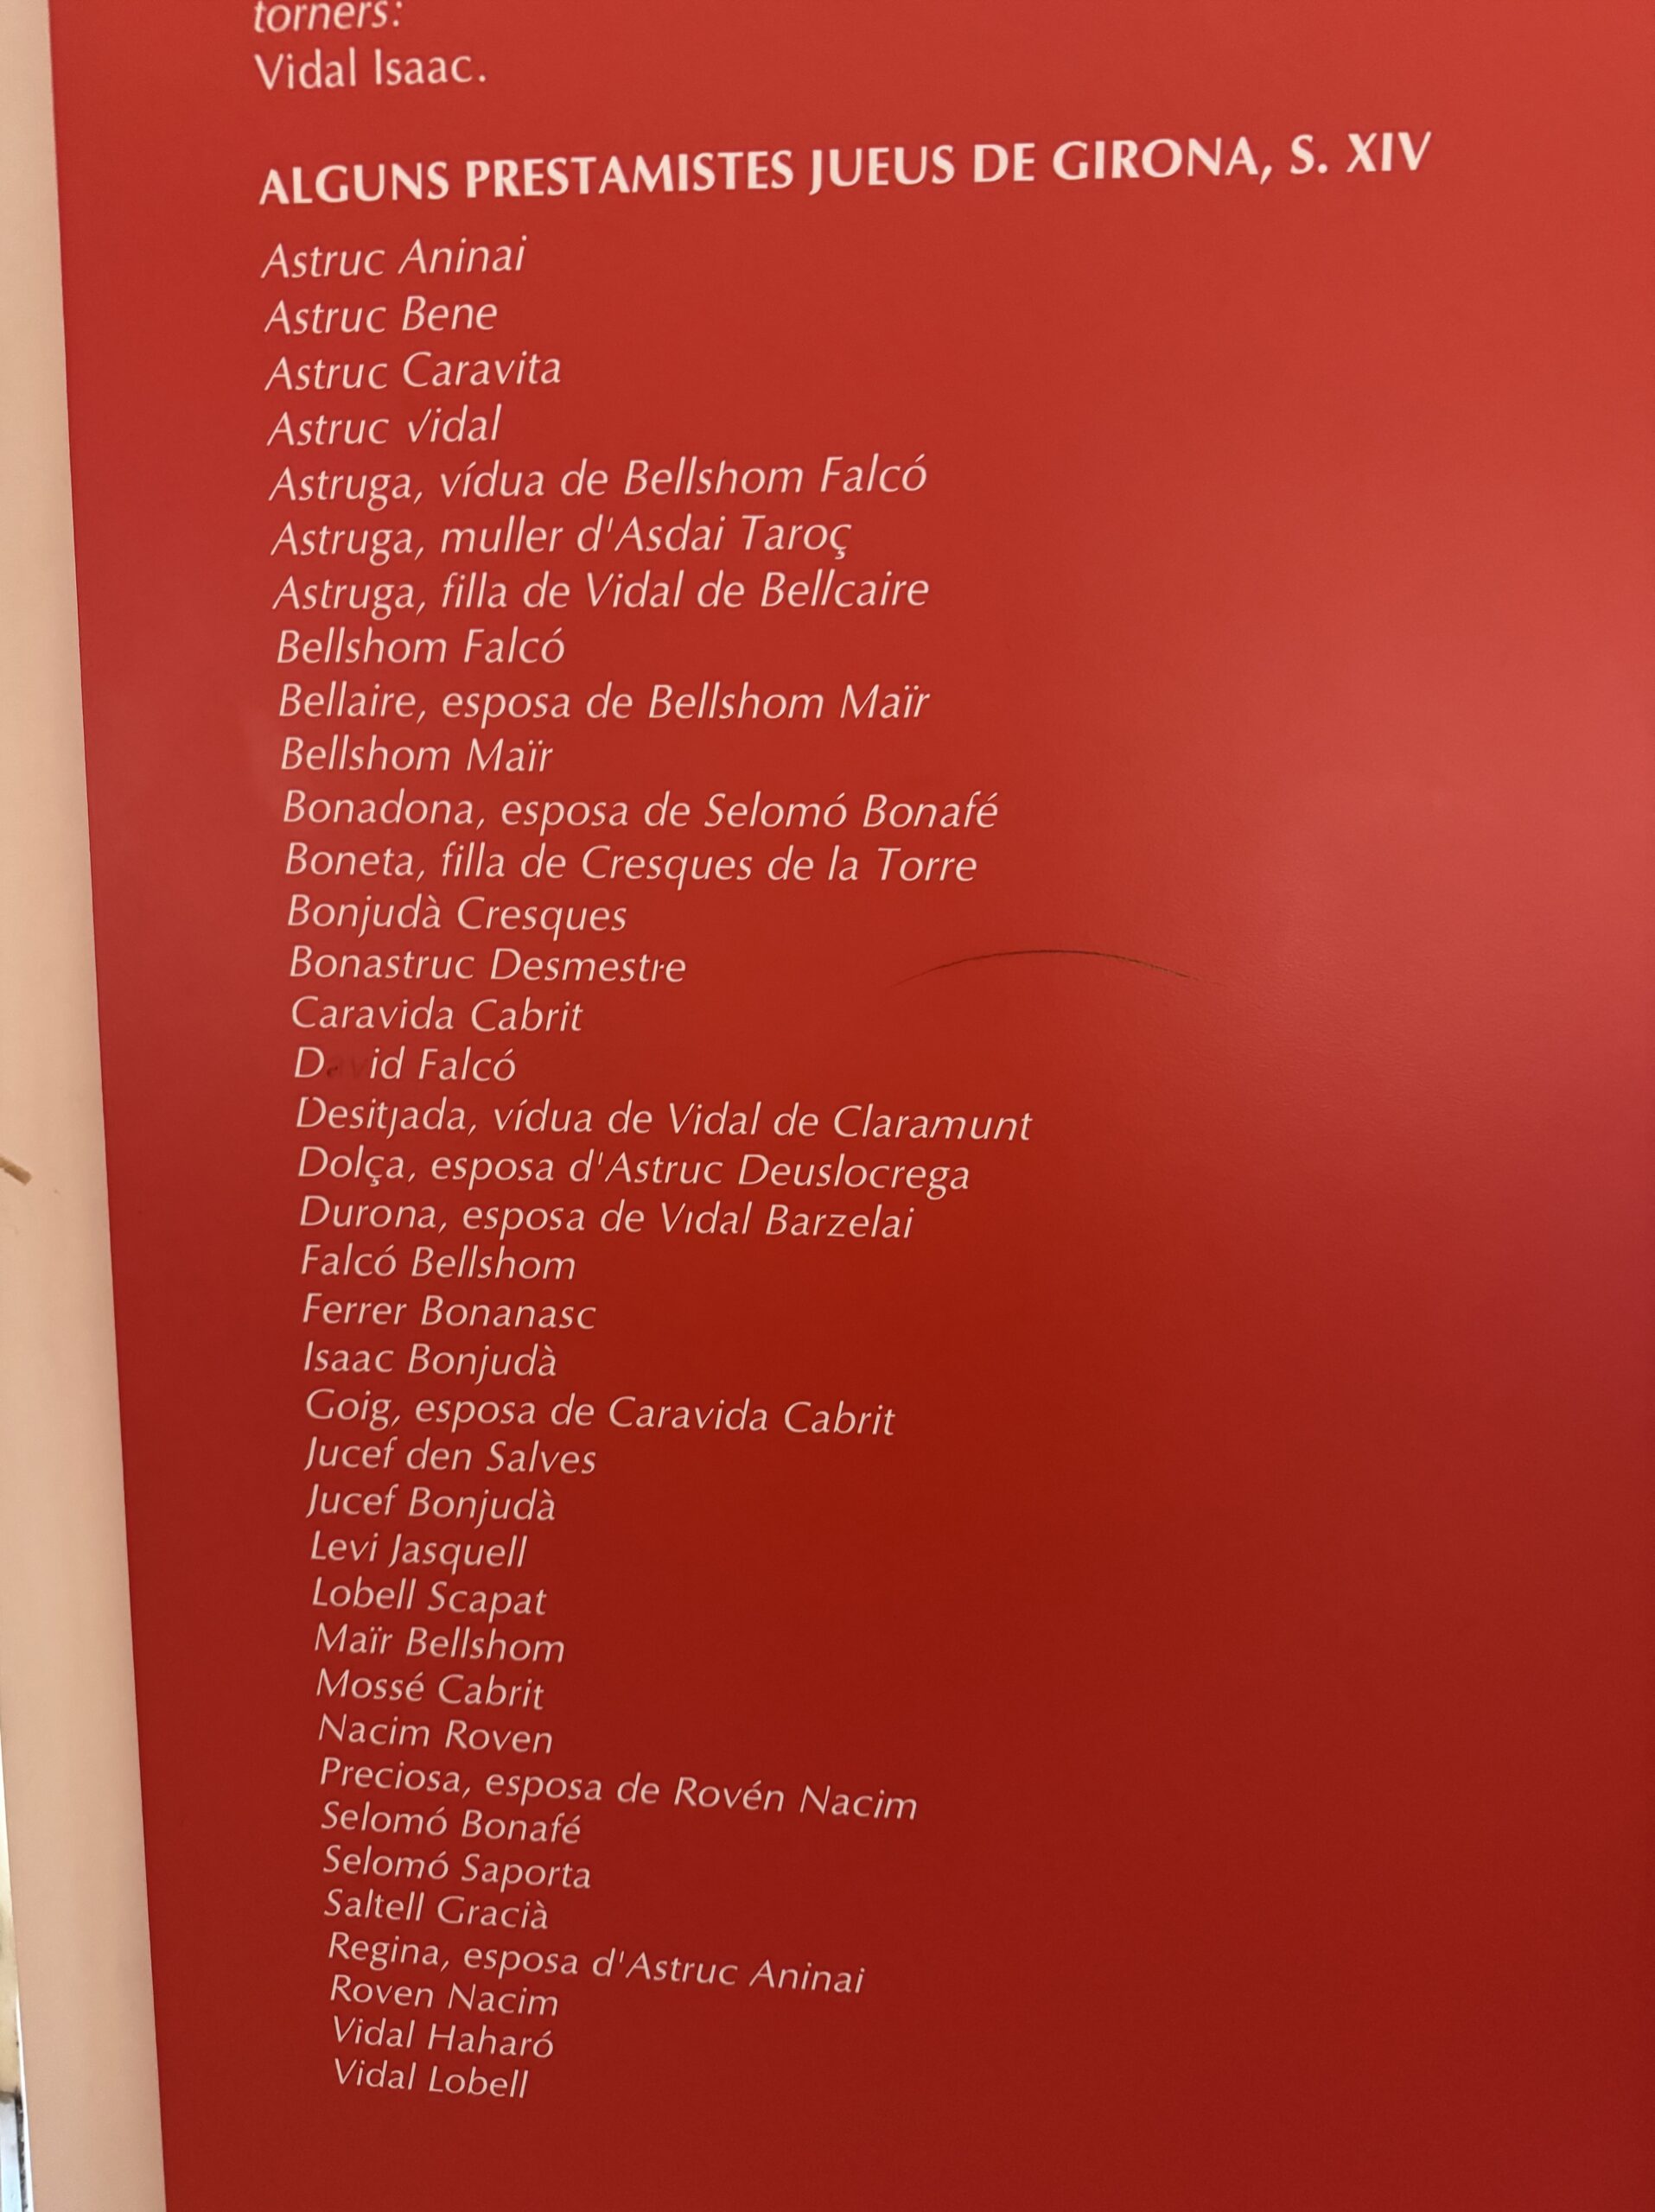 torners:
Vidal Isaac.
ALGUNS PRESTAMISTES JUEUS DE GIRONA, S. XIV
Astruc Aninai
Astruc Bene
Astruc Caravita
Astruc Vidal
Astruga, vídua de Bellshom Falcó
Astruga, muller d'Asdai Taroç
Astruga, filla de Vidal de Bellcaire
Bellshom Falcó
Bellaire, esposa de Bellshom Maïr
Bellshom Maïr
Bonadona, esposa de Selomó Bonafé
Boneta, filla de Cresques de la Torre
Bonjudà Cresques
Bonastruc Desmestre
Caravida Cabrit
David Falcó
Desitjada, vídua de Vidal de Claramunt
Dolça, esposa d'Astruc Deuslocrega
Durona, esposa de Vidal Barzelai
Falcó Bellshom
Ferrer Bonanasc
Isaac Bonjudà
Goig, esposa de Caravida Cabrit
Jucef den Salves
Jucef Bonjudà
Levi Jasquell
Lobell Scapat
Maïr Bellshom
Mossé Cabrit
Nacim Roven
Preciosa, esposa de Rovén Nacim
Selomó Bonafé
Selomó Saporta
Saltell Gracià
Regina, esposa d'Astruc Aninai
Roven Nacim
Vidal Haharó
Vidal Lobell